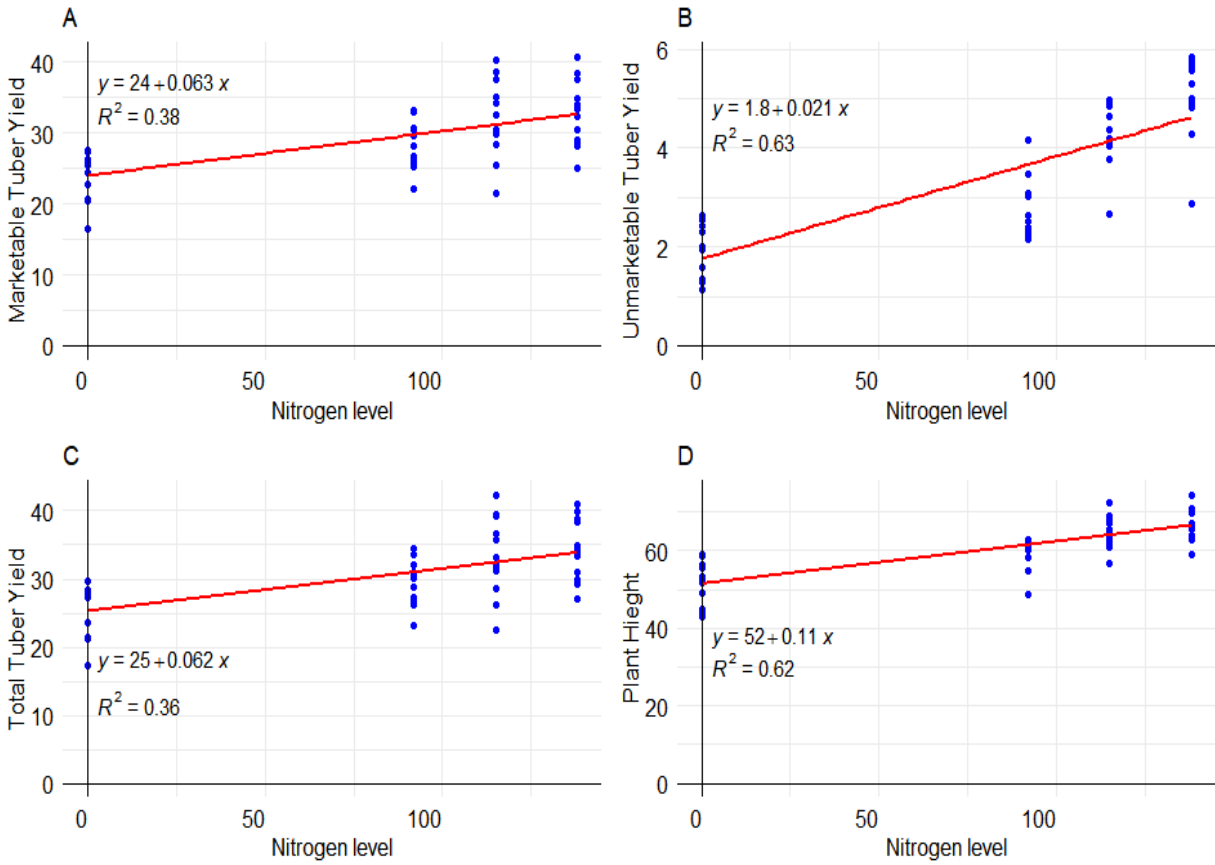 A
Marketable Tuber Yield
40
30
20
10
0
y = 24 + 0.063 x
R² = 0.38
0 50 100
Nitrogen level
B
Unmarketable Tuber Yield
6
4
2
0
y = 1.8 + 0.021 x
R² = 0.63
0 50 100
Nitrogen level
C
Total Tuber Yield
40
30
20
10
0
y = 25 + 0.062 x
R² = 0.36
0 50 100
Nitrogen level
D
Plant Hieght
60
40
20
0
y = 52 + 0.11 x
R² = 0.62
0 50 100
Nitrogen level